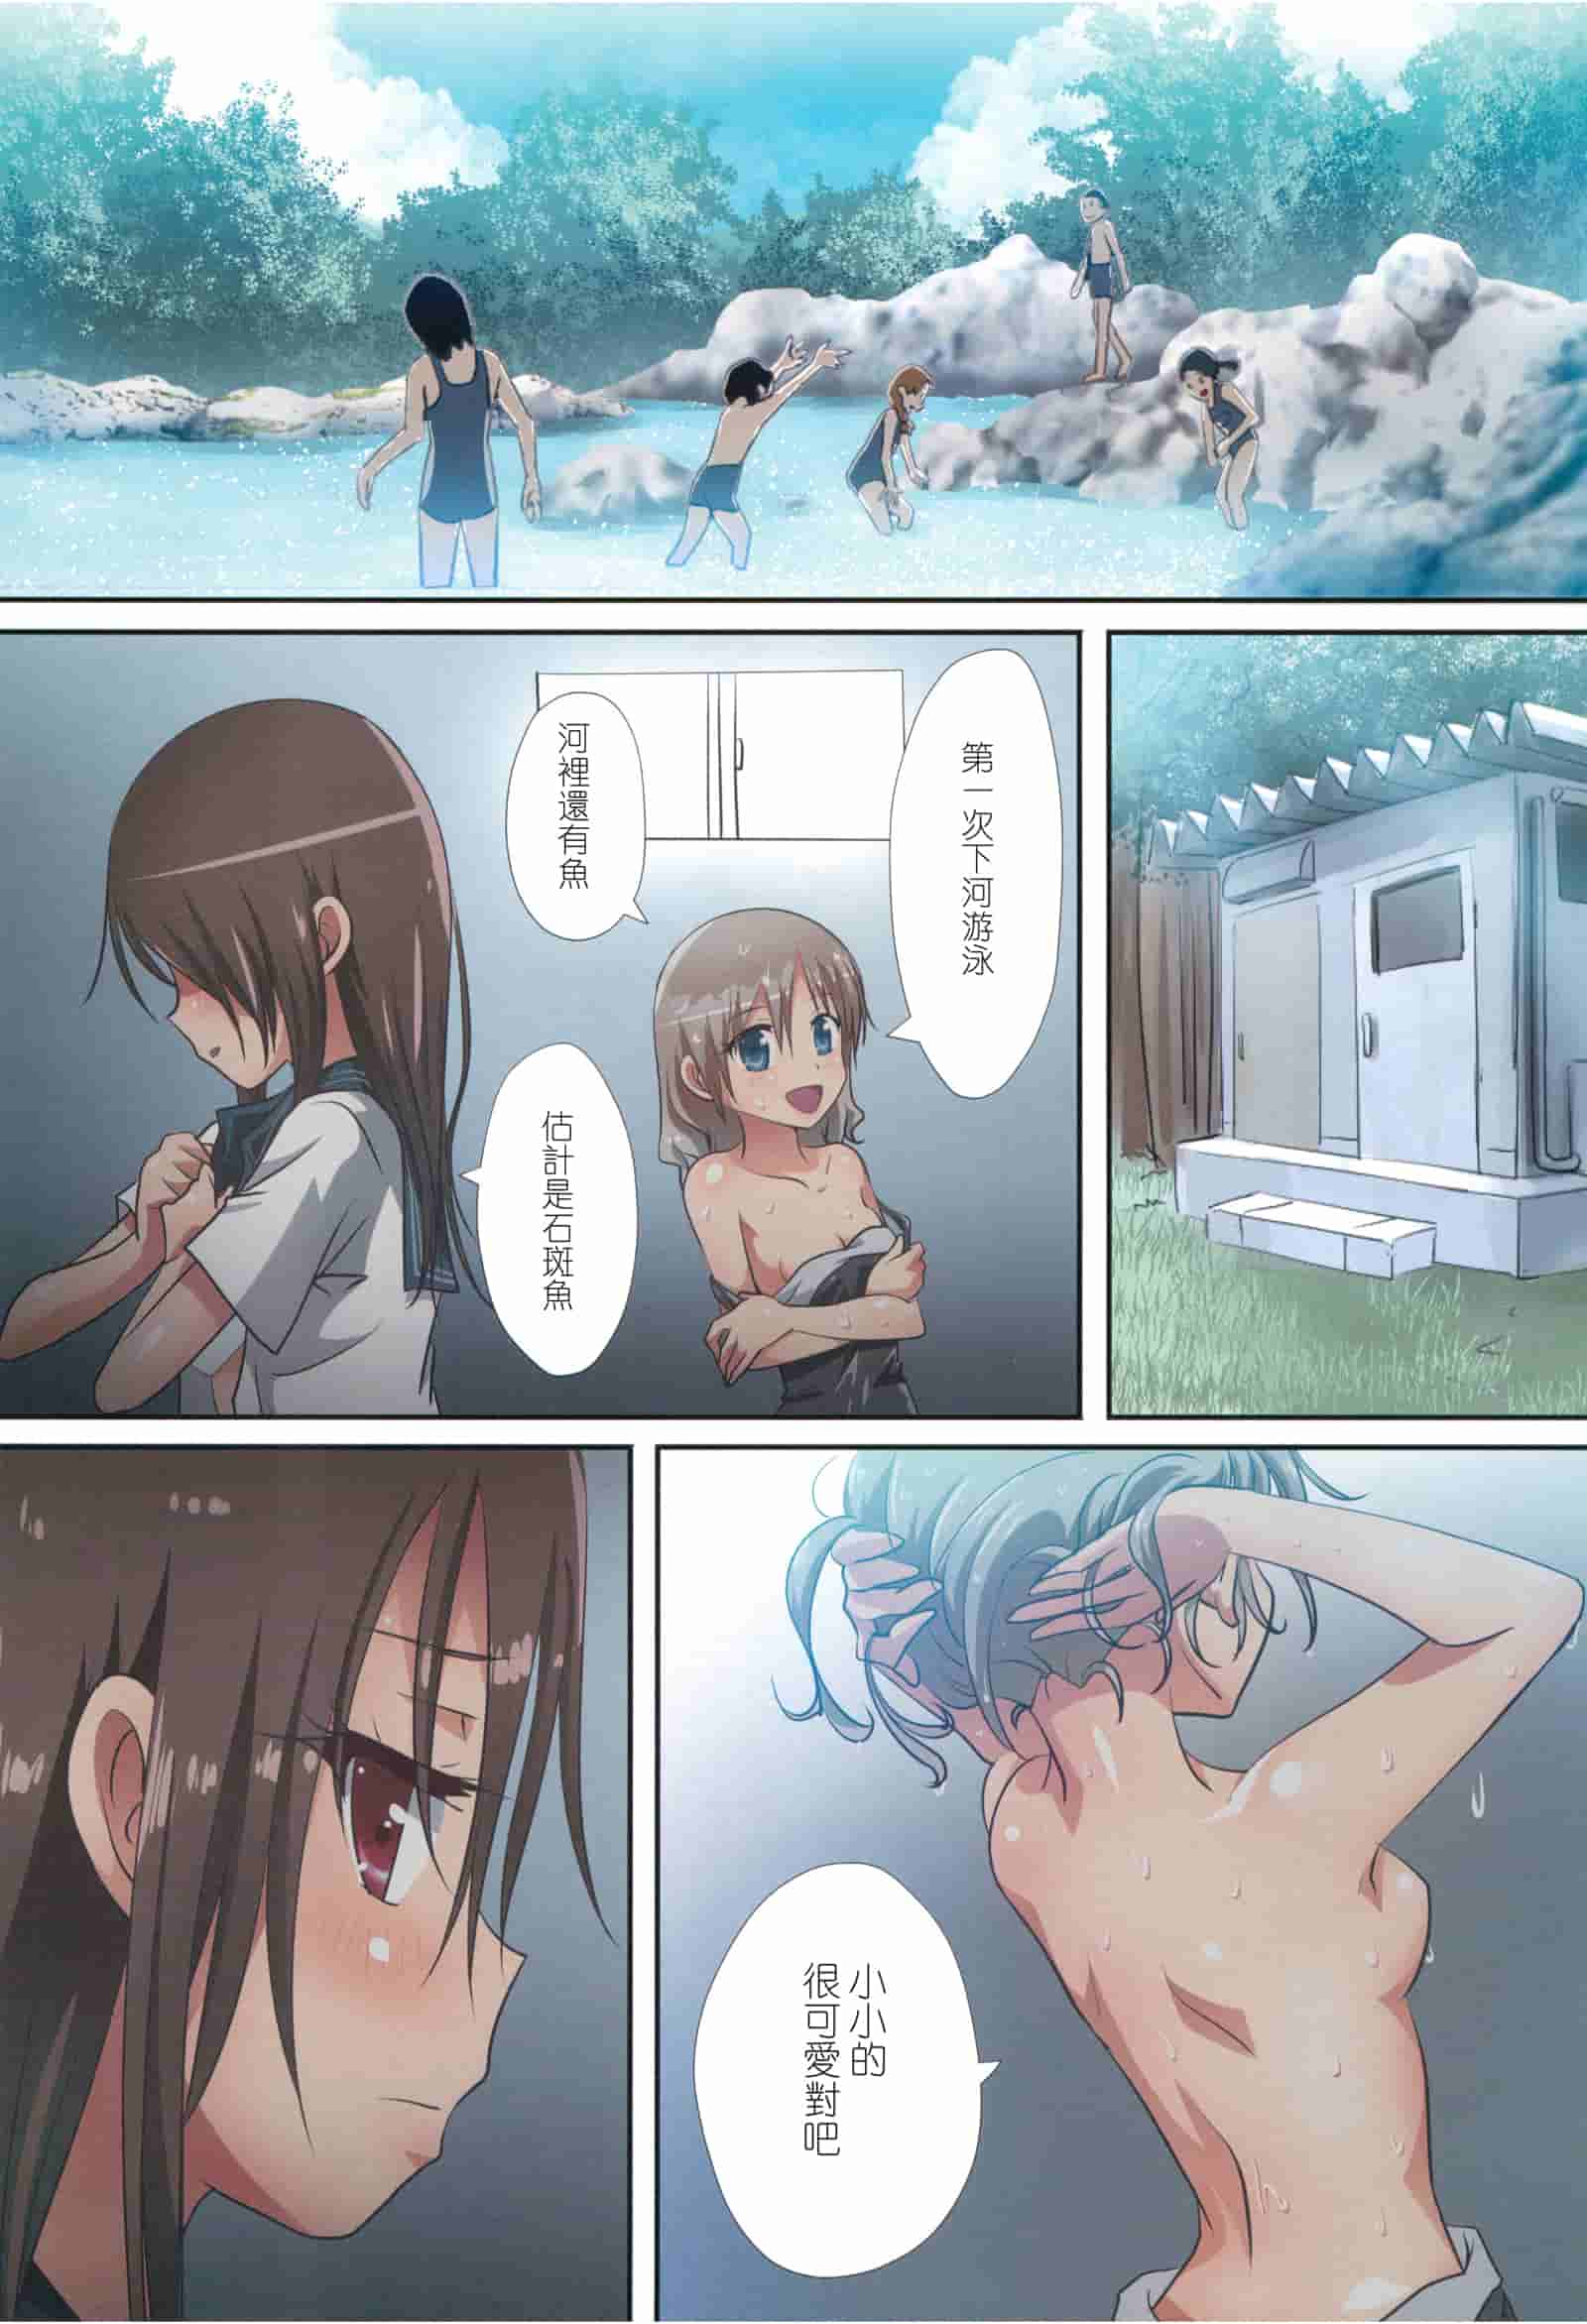 第一次下河游泳
河裡還有魚
估計是石斑魚
小小的
很可愛對吧